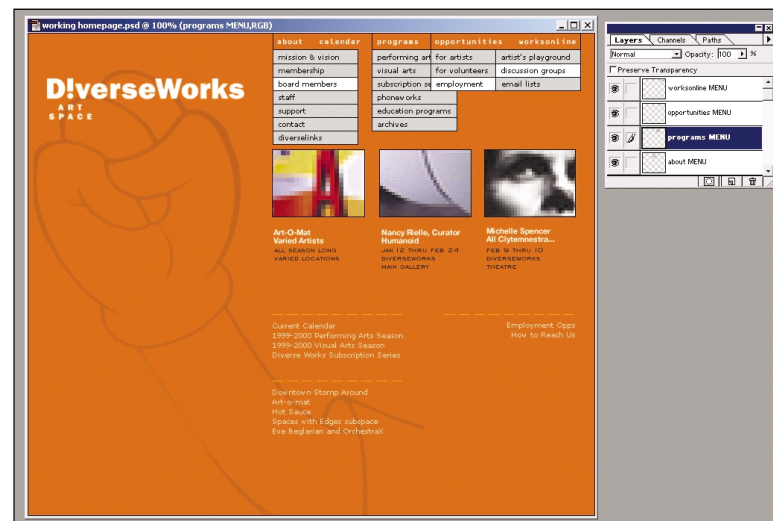 working homepage.psd @ 100% (programs MENU,RGB)
about calendar programs opportunities worksonline
mission & vision
membership
board members
staff
support
contact
diverselinks
performing art
visual arts
subscription se
phoneworks
education programs
archives
for artists
for volunteers
employment
artist's playground
discussion groups
email lists
D!verseWorks
ART
SPACE
Art-O-Mat
Varied Artists
ALL SEASON LONG
VARIED LOCATIONS
Nancy Rielle, Curator
Humanoid
JAN 12 THRU FEB 24
DIVERSEWORKS
MAIN GALLERY
Michelle Spencer
All Clytemnestra...
FEB 9 THRU 10
DIVERSEWORKS
THEATRE
Current Calendar
1999-2000 Performing Arts Season
1999-2000 Visual Arts Season
Diverse Works Subscription Series
Employment Opps
How to Reach Us
Downtown Stomp Around
Art-o-mat
Hot Sauce
Spaces with Edges subspace
Eve Beglarian and OrchestraX
Layers Channels Paths
Normal Opacity: 100 %
Preserve Transparency
worksonline MENU
opportunities MENU
programs MENU
about MENU